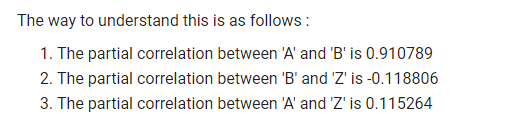 The way to understand this is as follows :
1. The partial correlation between 'A' and 'B' is 0.910789
2. The partial correlation between 'B' and 'Z' is -0.118806
3. The partial correlation between 'A' and 'Z' is 0.115264